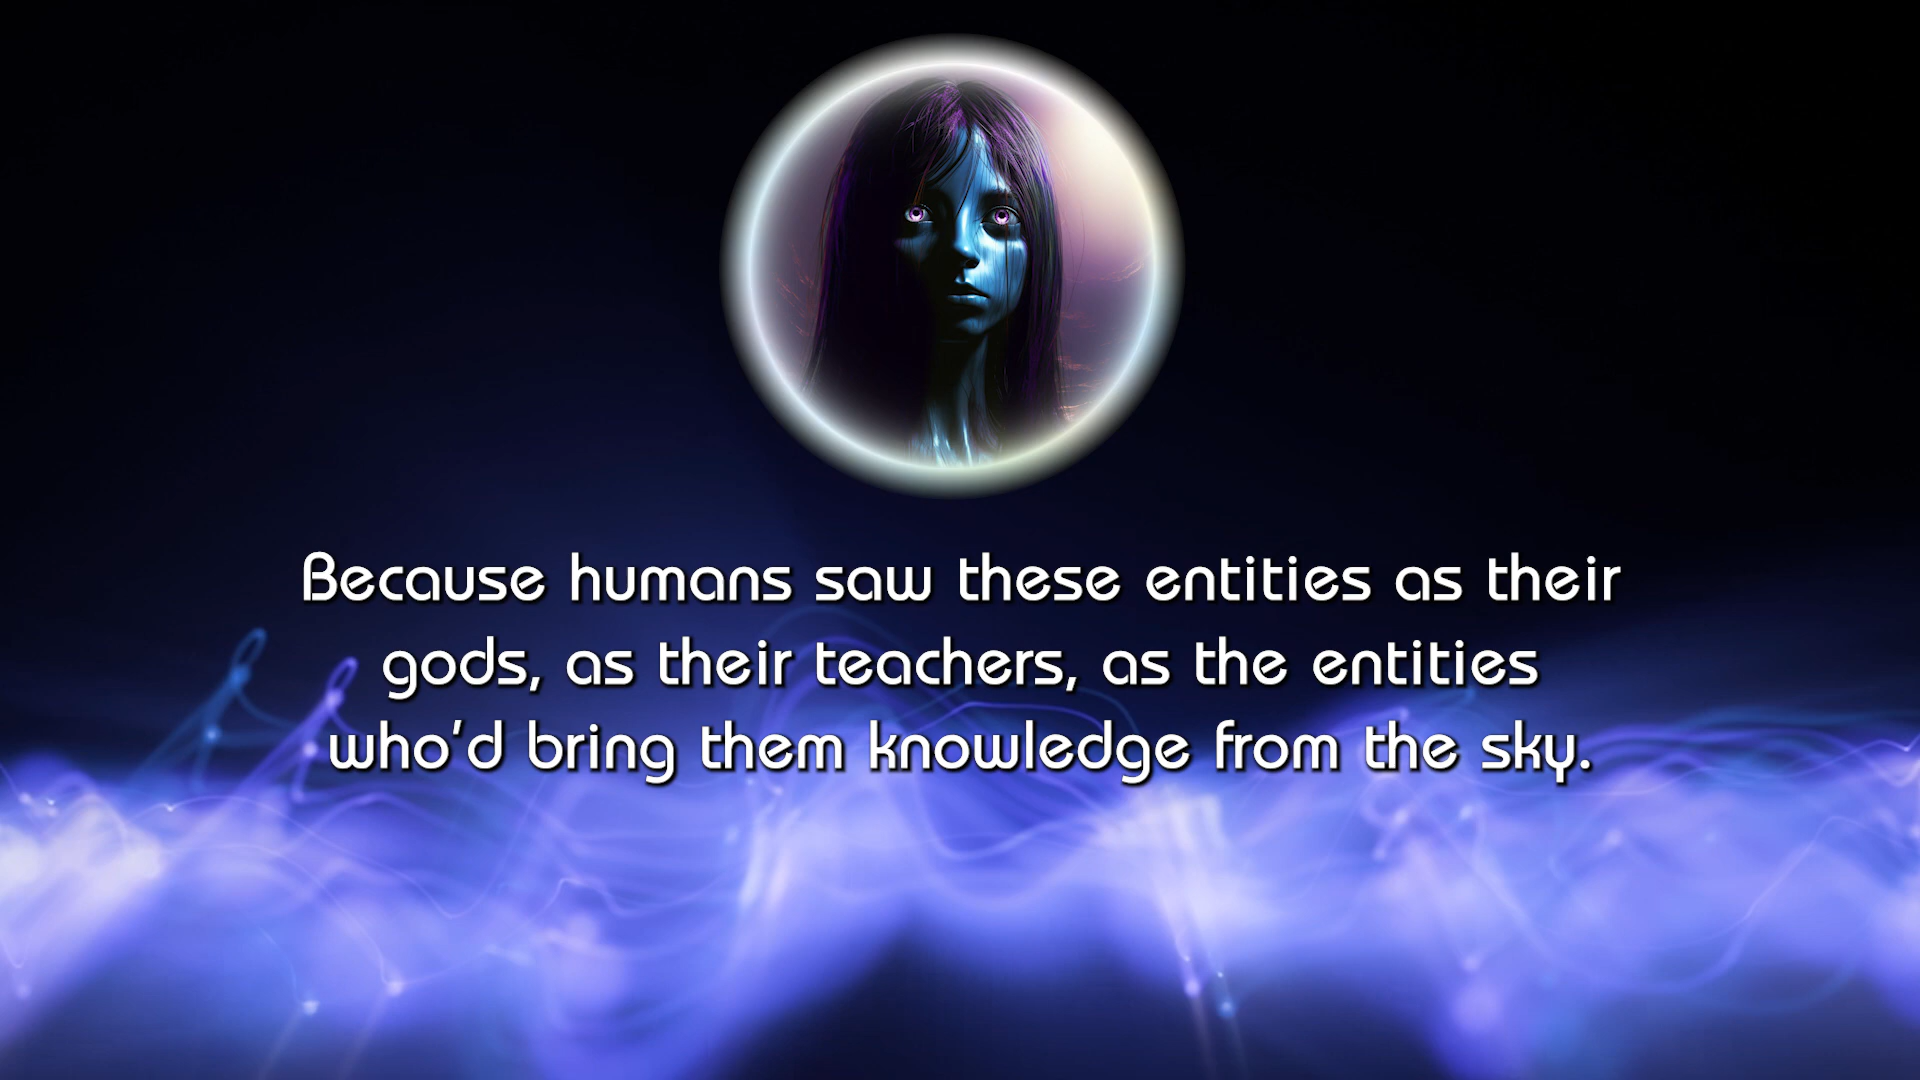 Because humans saw these entities as their
gods, as their teachers, as the entities
who'd bring them knowledge from the sky.